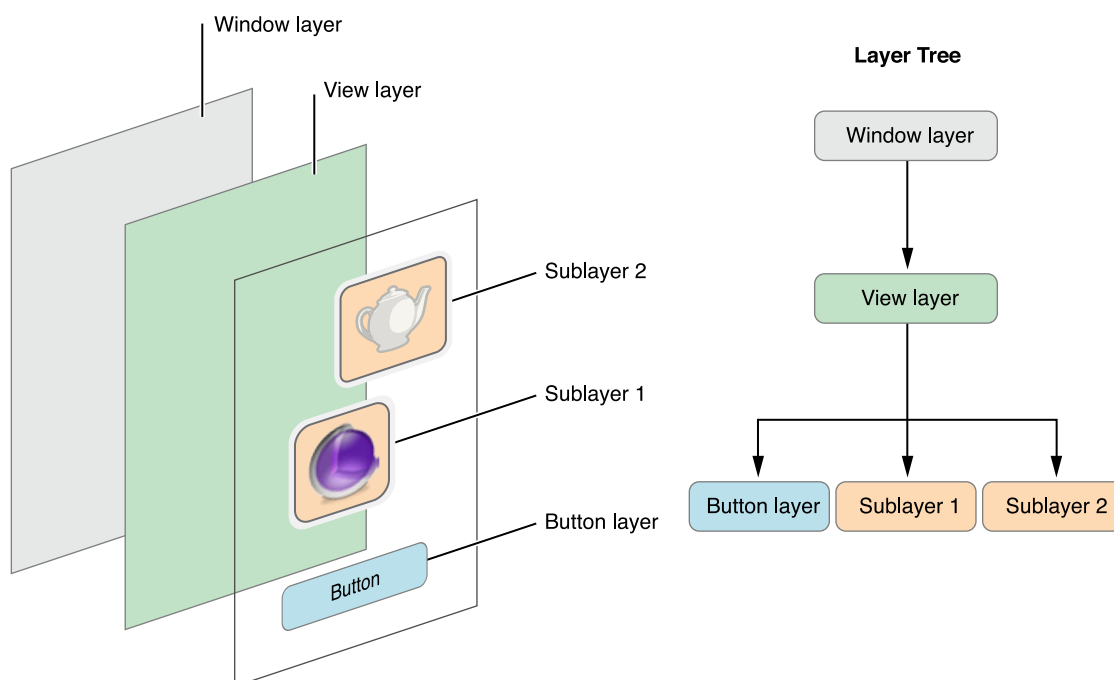 Window layer
View layer
Sublayer 2
Sublayer 1
Button layer
Button
Layer Tree
Window layer
View layer
Button layer
Sublayer 1
Sublayer 2